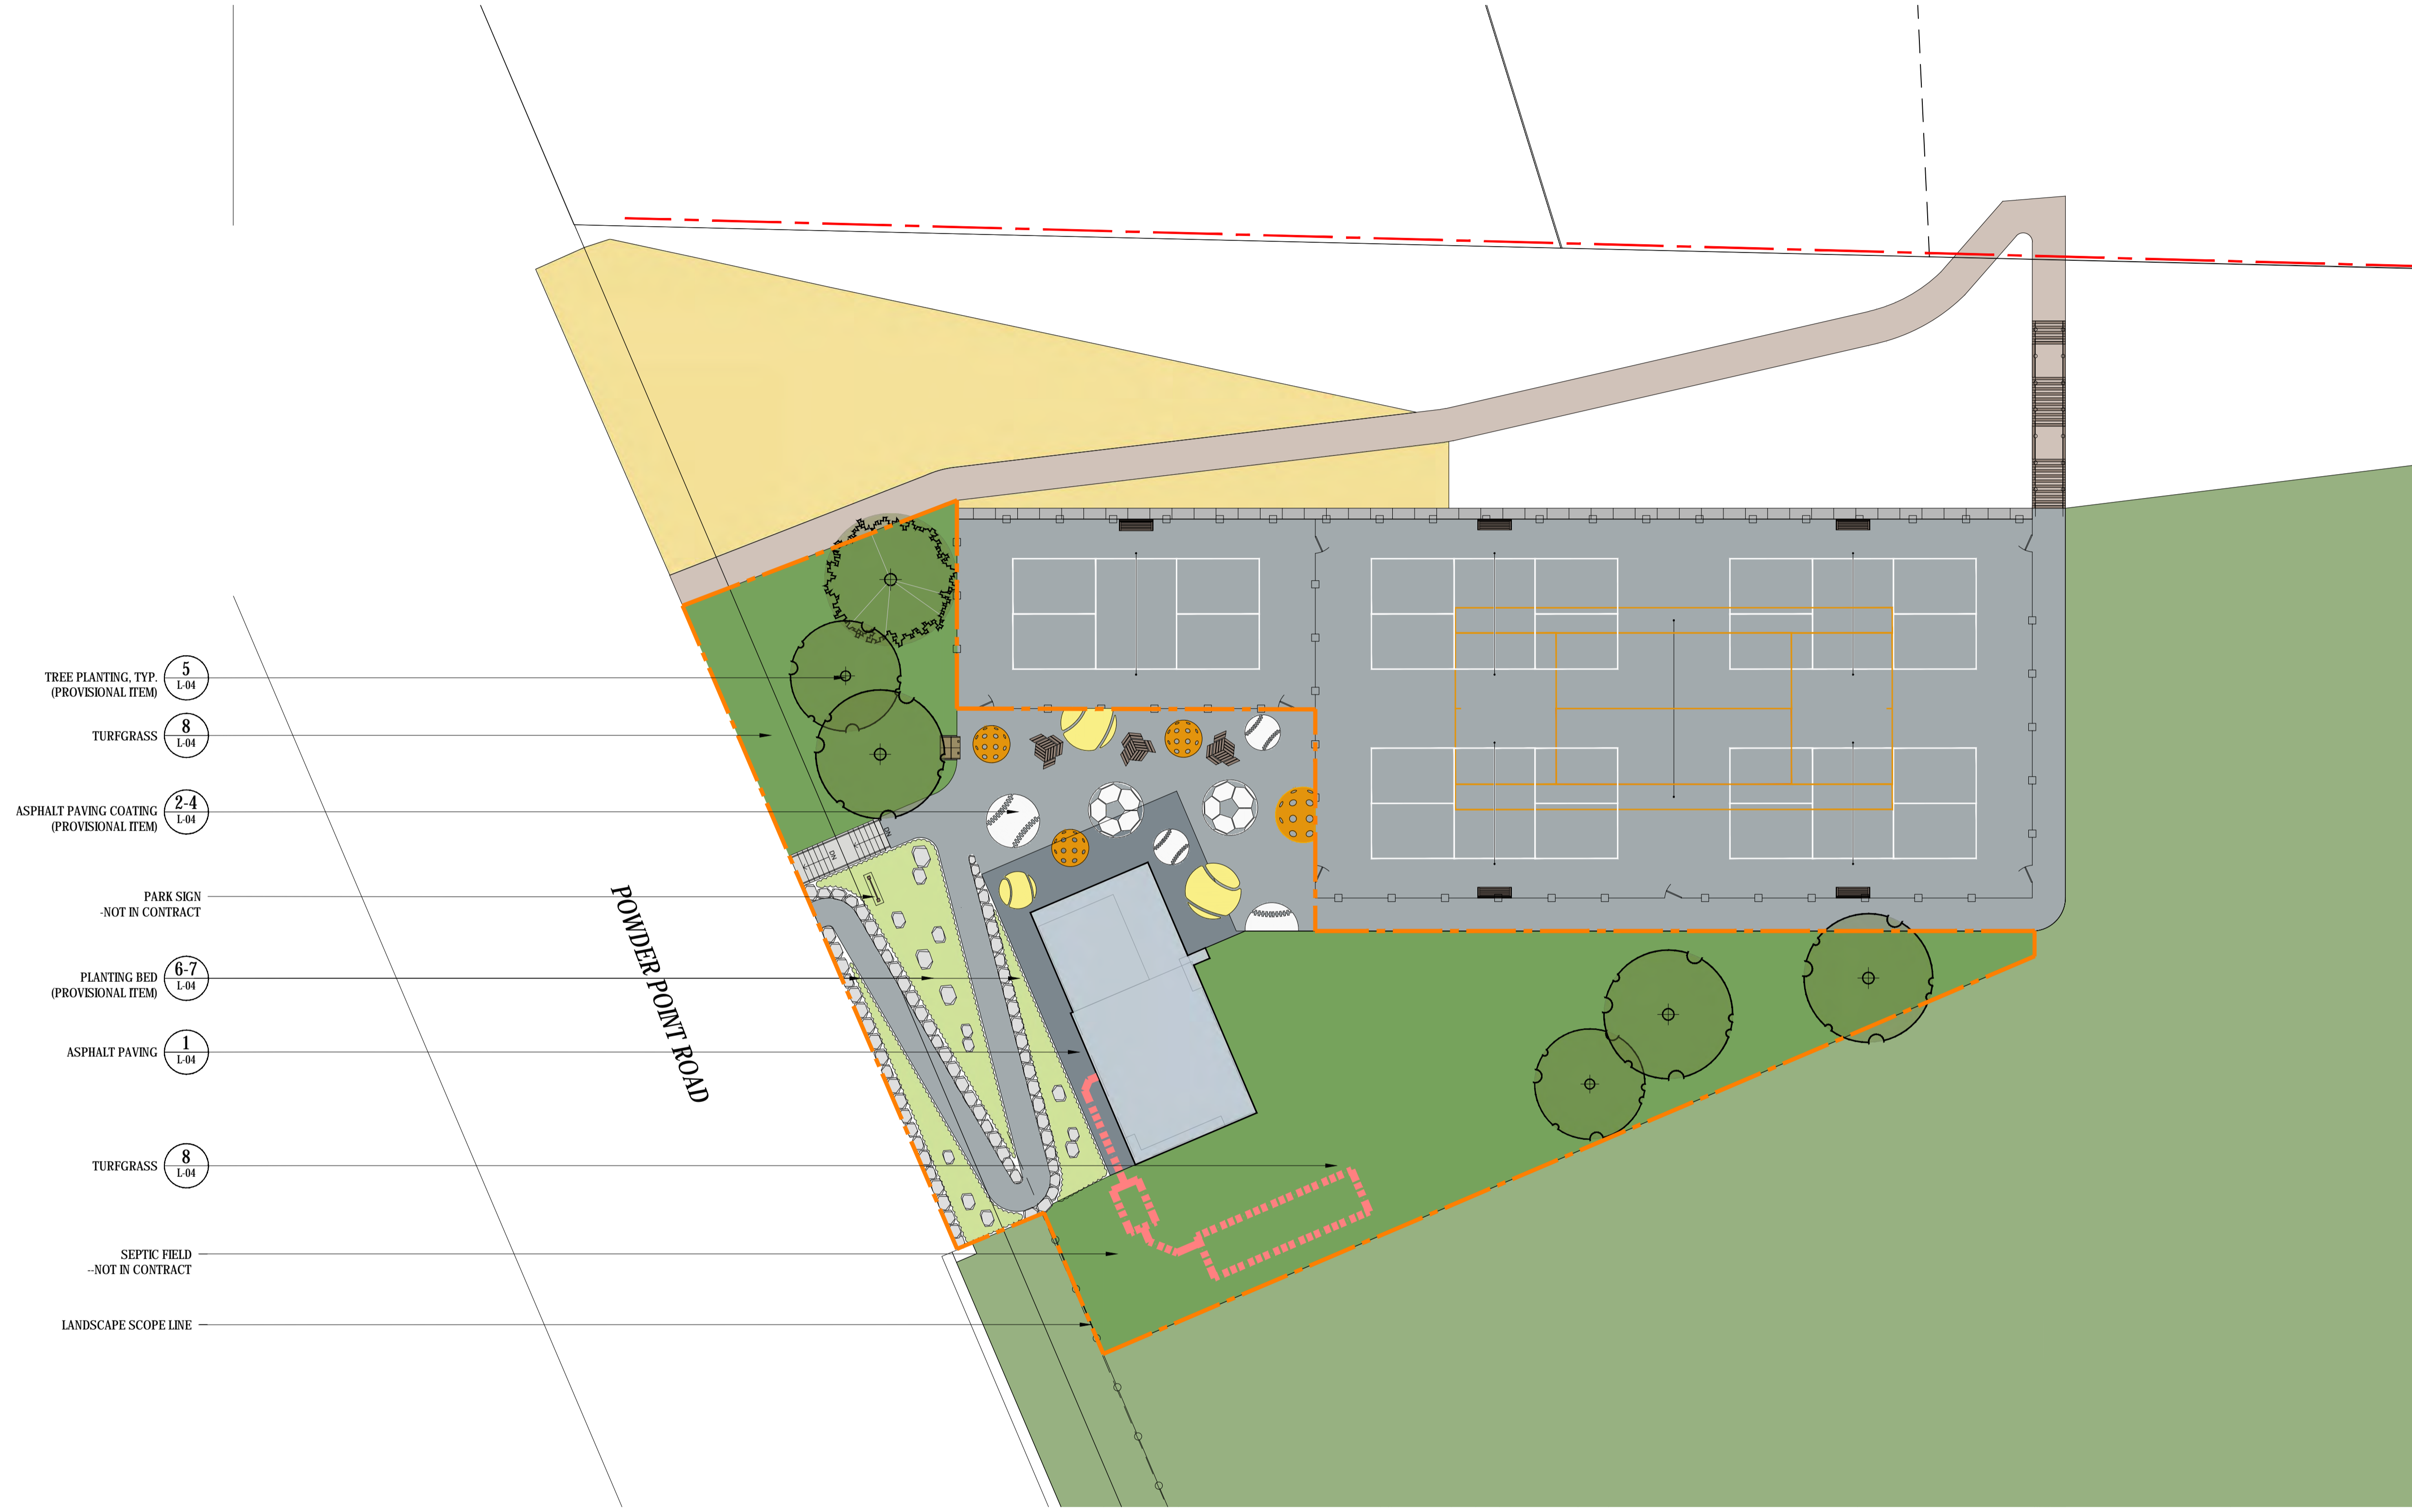 5
L-04
TREE PLANTING, TYP.
(PROVISIONAL ITEM)
8
L-04
TURFGRASS
2-4
L-04
ASPHALT PAVING COATING
(PROVISIONAL ITEM)
DN
DN
PARK SIGN
-NOT IN CONTRACT
POWDER POINT ROAD
6-7
L-04
PLANTING BED
(PROVISIONAL ITEM)
1
L-04
ASPHALT PAVING
8
L-04
TURFGRASS
SEPTIC FIELD
--NOT IN CONTRACT
LANDSCAPE SCOPE LINE